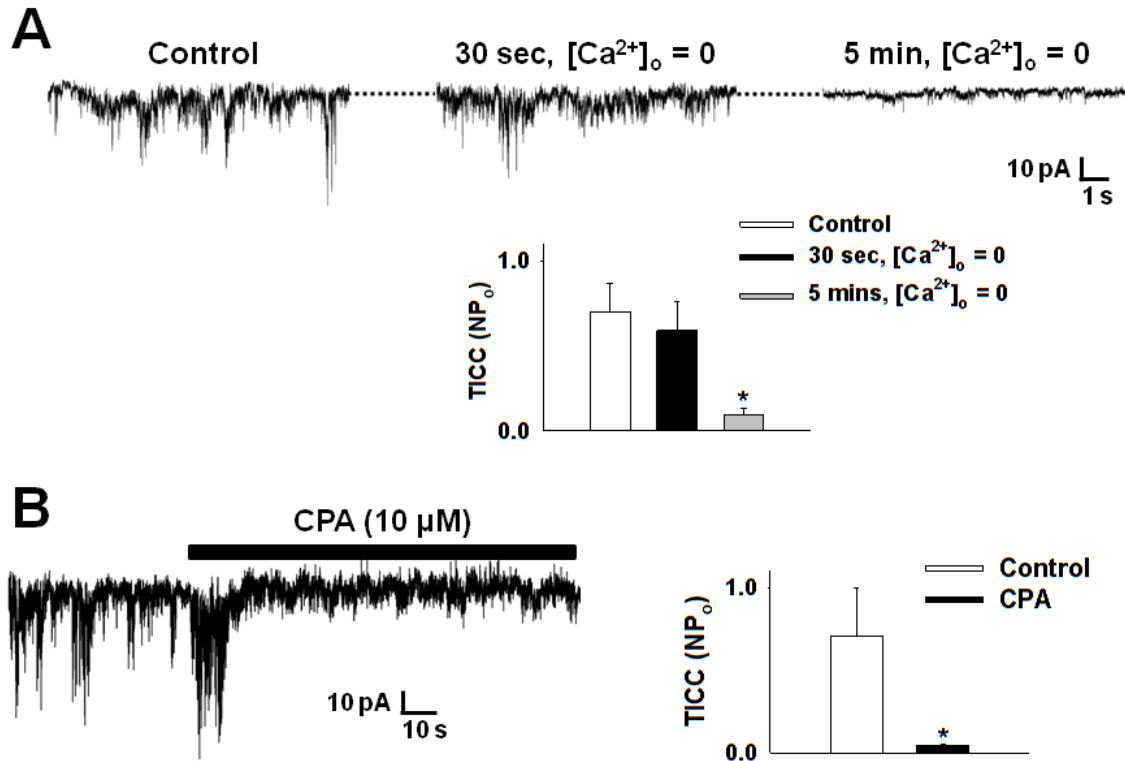 A
Control
30 sec, [Ca²⁺]ₒ = 0
5 min, [Ca²⁺]ₒ = 0
10 pA
1 s
Control
30 sec, [Ca²⁺]ₒ = 0
5 mins, [Ca²⁺]ₒ = 0
TICC (NPₒ)
1.0
*
0.0
B
CPA (10 µM)
10 pA
10 s
Control
CPA
TICC (NPₒ)
1.0
*
0.0